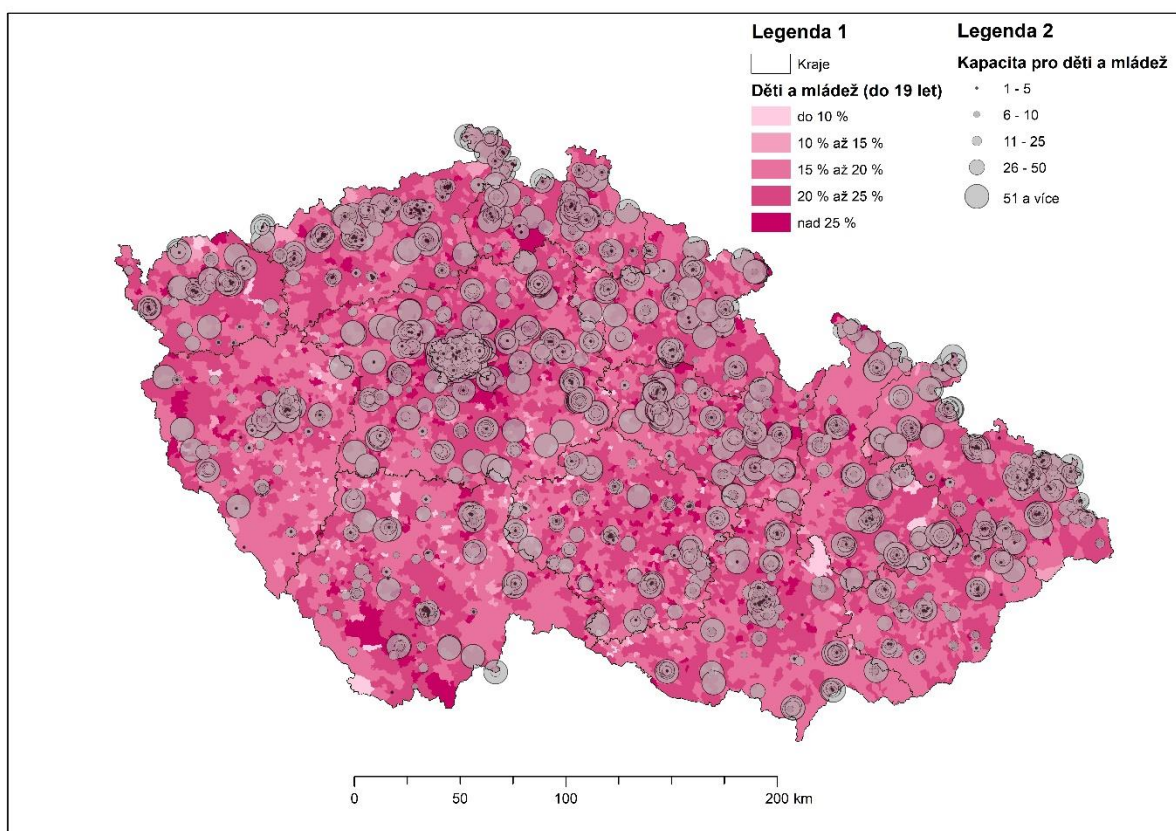 Legenda 1
Kraje
Děti a mládež (do 19 let)
do 10 %
10 % až 15 %
15 % až 20 %
20 % až 25 %
nad 25 %
Legenda 2
Kapacita pro děti a mládež
1 - 5
6 - 10
11 - 25
26 - 50
51 a více
0 50 100 200 km